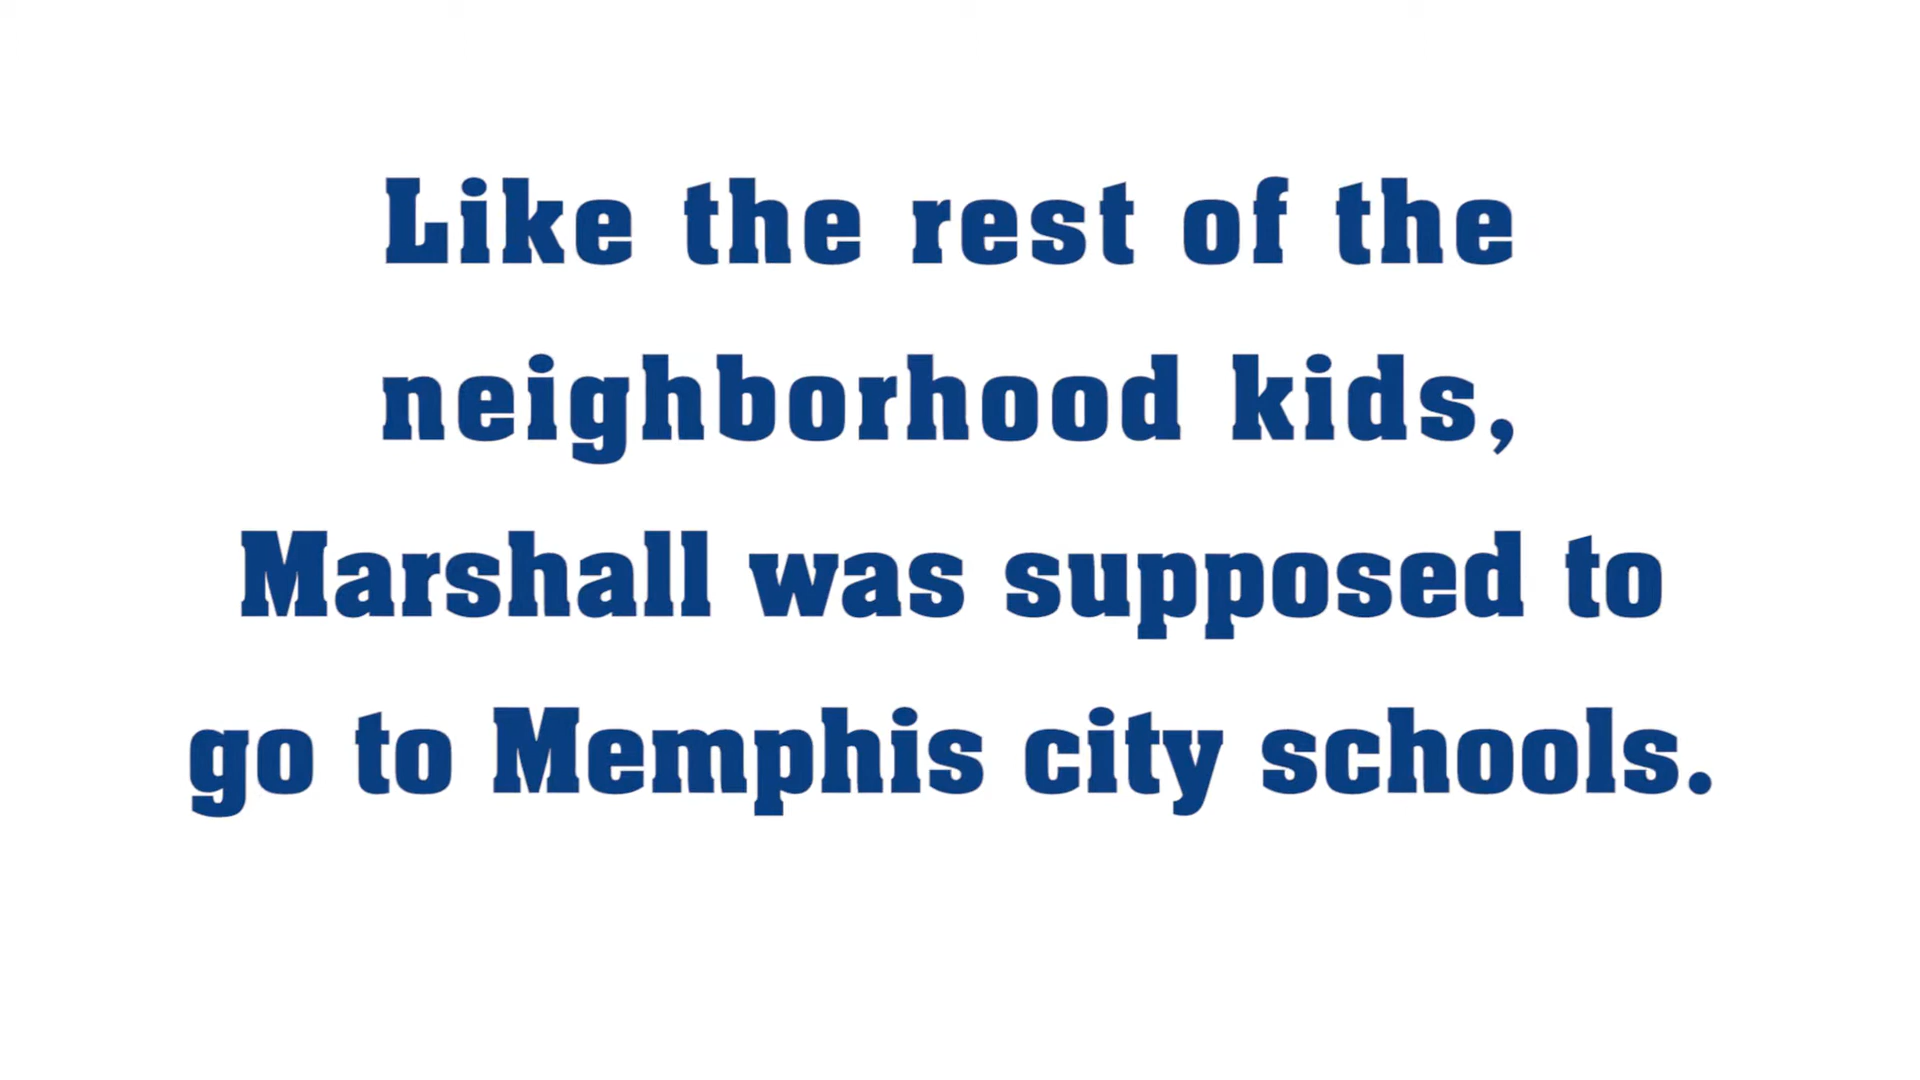 Like the rest of the
neighborhood kids,
Marshall was supposed to
go to Memphis city schools.